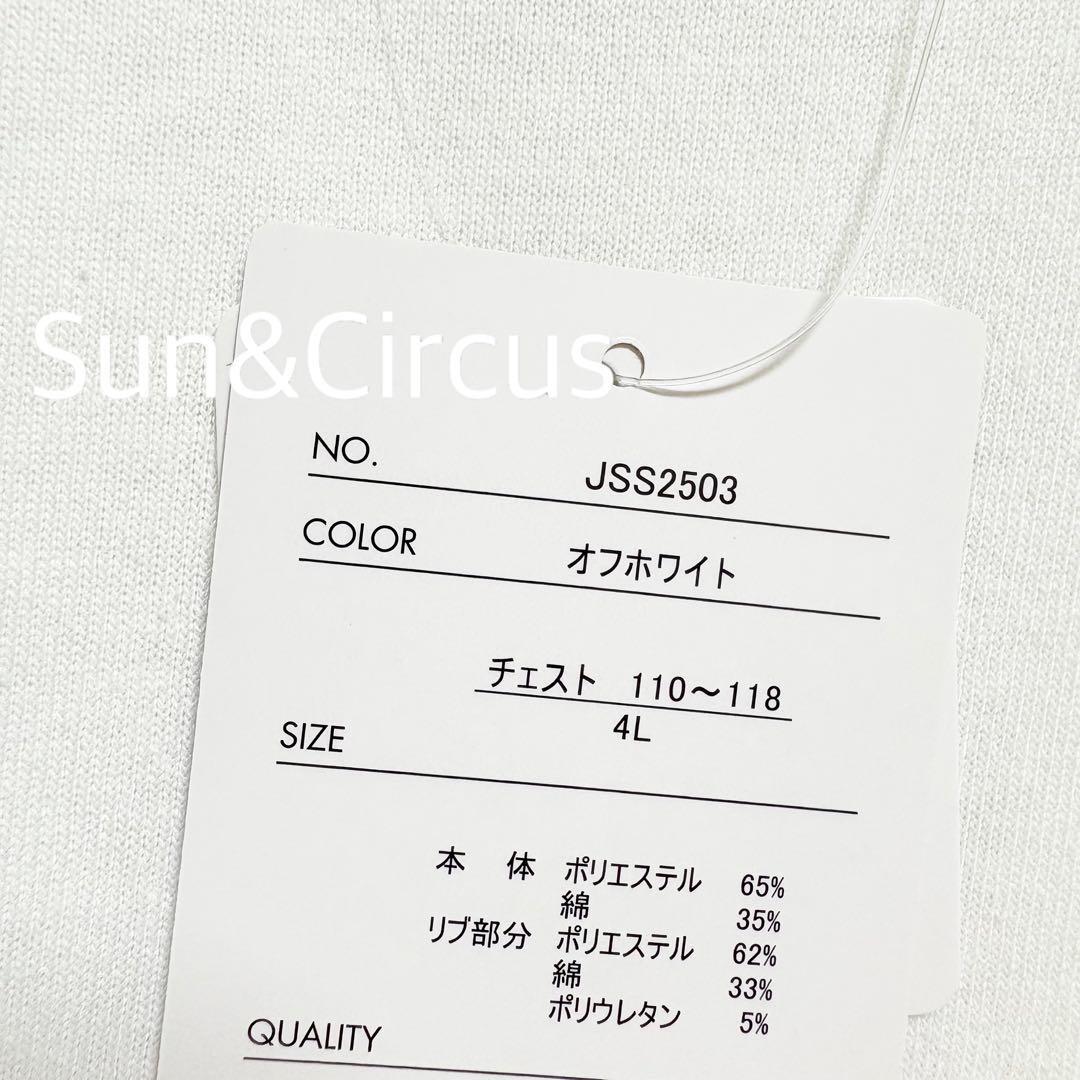 Sun&Circus
NO. JSS2503
COLOR オフホワイト
チェスト 110～118
4L
SIZE
本 体 ポリエステル 65%
綿 35%
リブ部分 ポリエステル 62%
綿 33%
ポリウレタン 5%
QUALITY